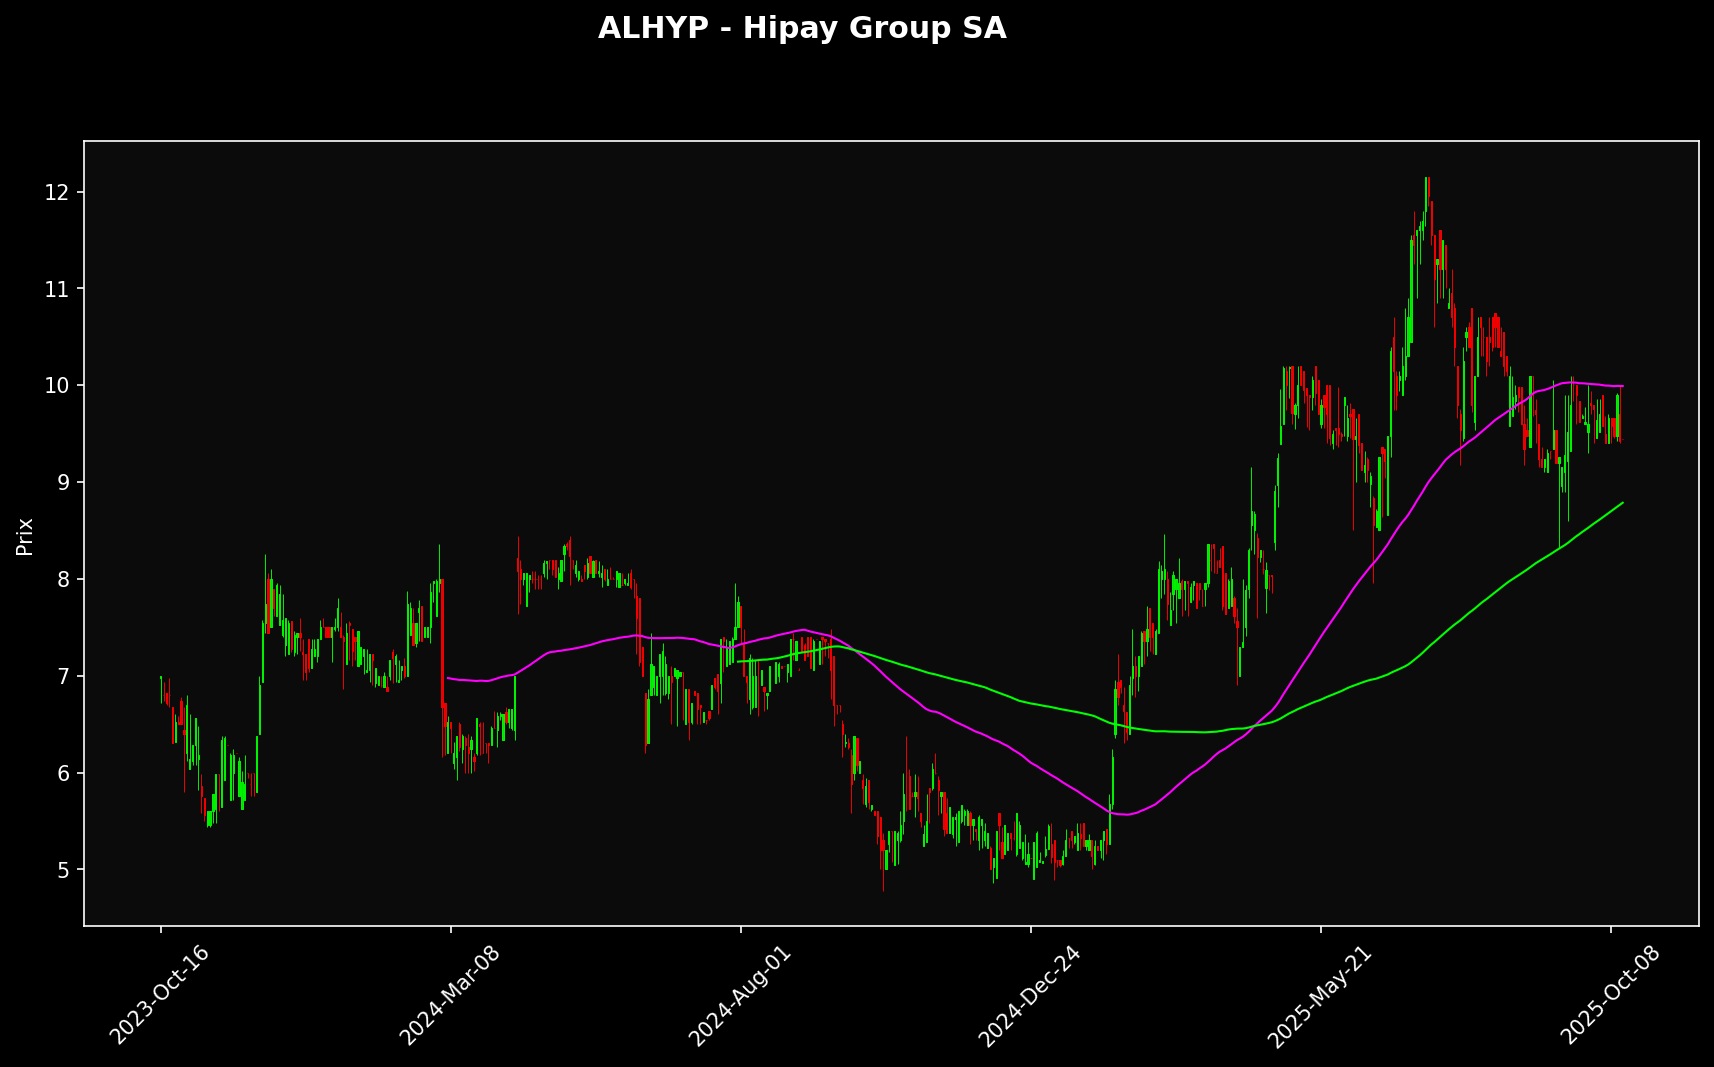 ALHYP - Hipay Group SA
Prix
12
11
10
9
8
7
6
5
2023-Oct-16
2024-Mar-08
2024-Aug-01
2024-Dec-24
2025-May-21
2025-Oct-08